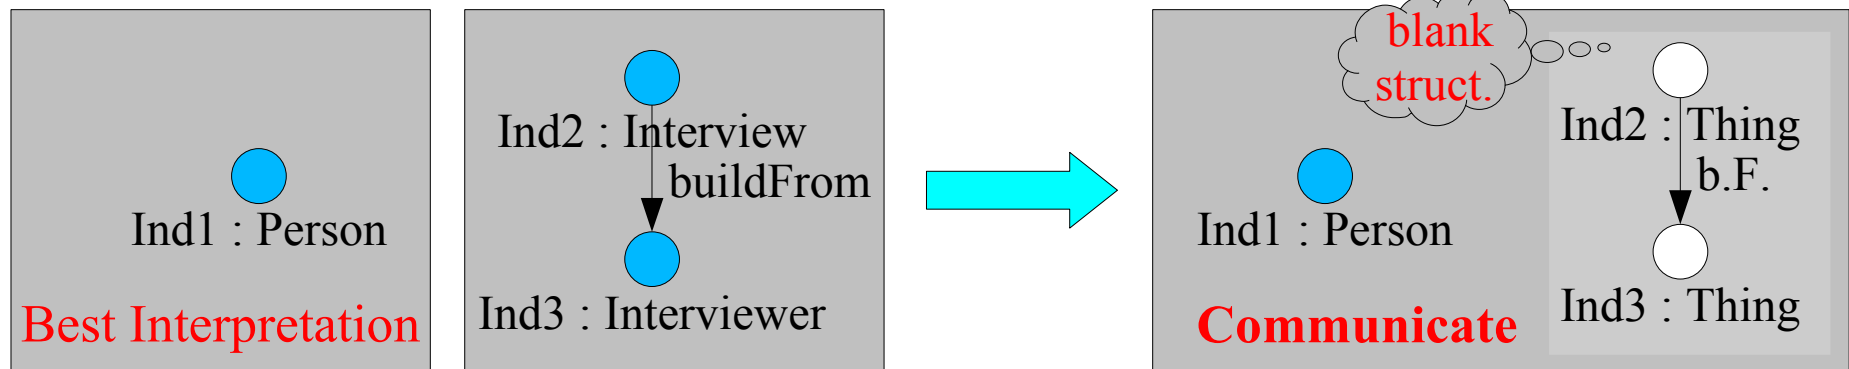 Ind1 : Person
Best Interpretation
Ind2 : Interview
buildFrom
Ind3 : Interviewer
blank
struct.
Ind1 : Person
Communicate
Ind2 : Thing
b.F.
Ind3 : Thing